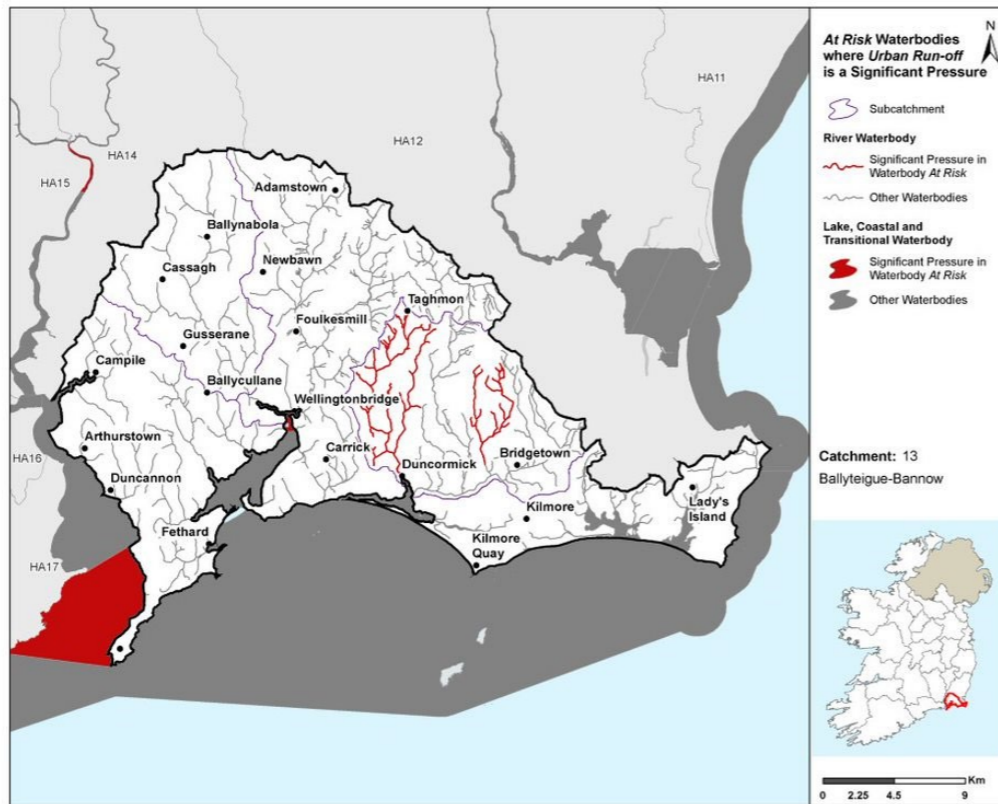 At Risk Waterbodies
where Urban Run-off
is a Significant Pressure
N
Subcatchment
River Waterbody
Significant Pressure in
Waterbody At Risk
Other Waterbodies
Lake, Coastal and
Transitional Waterbody
Significant Pressure in
Waterbody At Risk
Other Waterbodies
Catchment: 13
Ballyteigue-Bannow
Km
0 2.25 4.5 9
HA11
HA12
HA14
HA15
Adamstown
Ballynabola
Newbawn
Cassagh
Taghmon
Foulkesmill
Gusserane
Campile
Ballycullane
Wellingtonbridge
Arthurstown
Carrick
Bridgetown
HA16
Duncormick
Duncannon
Lady's
Island
Kilmore
Fethard
Kilmore
Quay
HA17